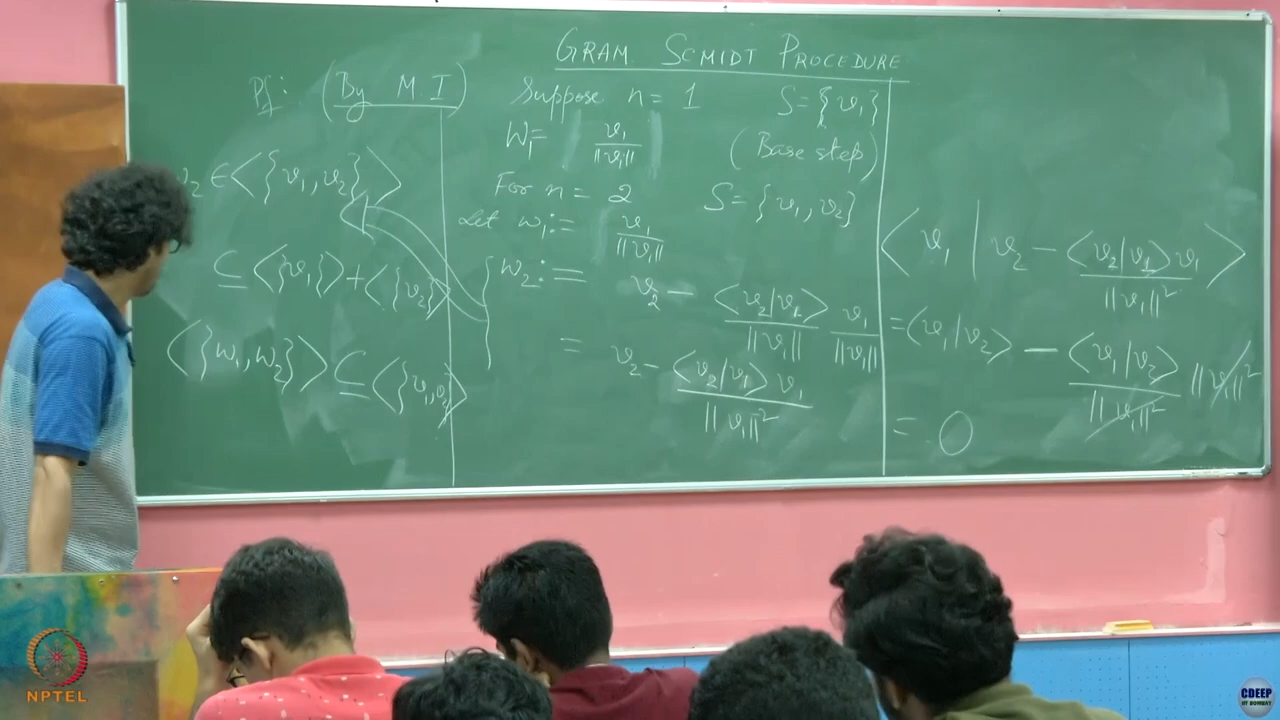 GRAM SCMIDT PROCEDURE
Pf: (By M I)
v₂ ∈ <{v₁, v₂}>
⊆ <{v₁}> + <{v₂}>
<{w₁, w₂}> ⊆ <{v₁, v₂}>
Suppose n = 1 S = {v₁}
W₁ = v₁/||v₁|| (Base step)
For n = 2 S = {v₁, v₂}
Let w₁ := v₁/||v₁||
w₂ := v₂ - <v₂|v₁>/||v₁|| v₁/||v₁||
= v₂ - <v₂|v₁> v₁/||v₁||²
<v₁ | v₂ - <v₂|v₁> v₁/||v₁||²>
= <v₁|v₂> - <v₁|v₂>/||v₁||² ||v₁||²
= 0
NPTEL
CDEEP
IIT BOMBAY